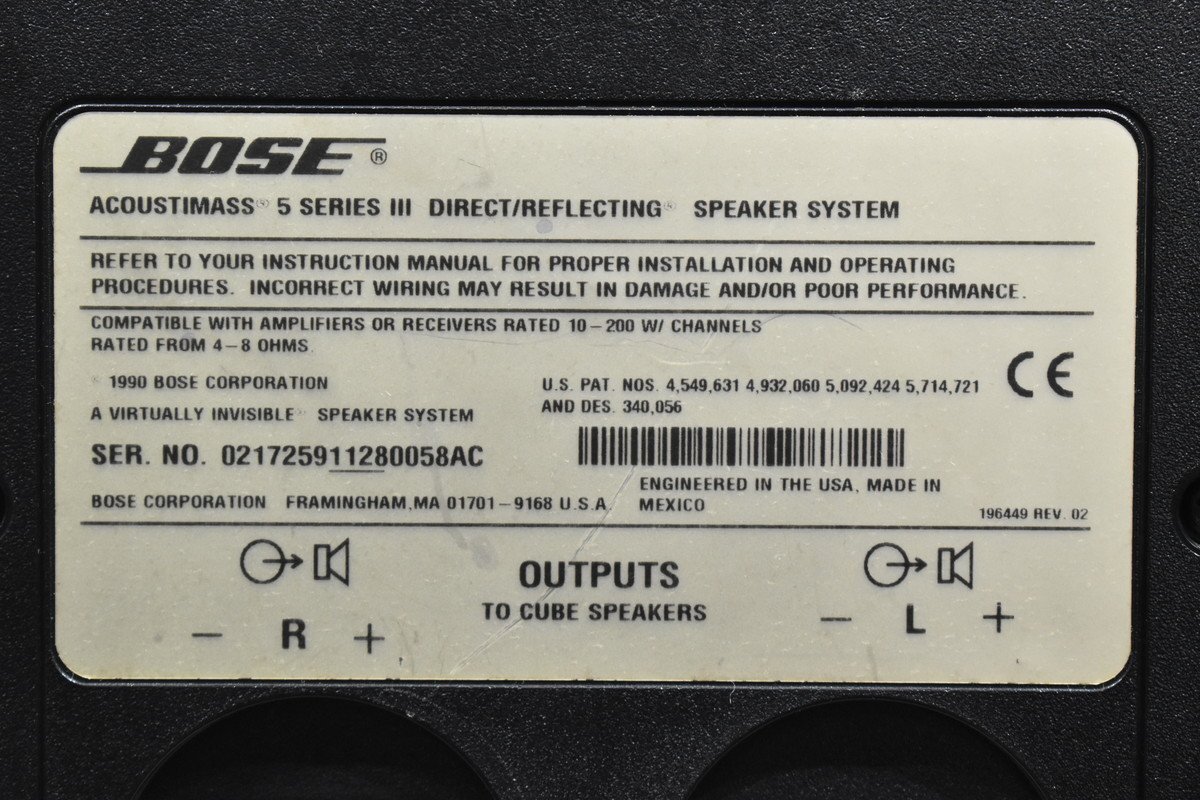 BOSE®
ACOUSTIMASS® 5 SERIES III DIRECT/REFLECTING® SPEAKER SYSTEM
REFER TO YOUR INSTRUCTION MANUAL FOR PROPER INSTALLATION AND OPERATING
PROCEDURES. INCORRECT WIRING MAY RESULT IN DAMAGE AND/OR POOR PERFORMANCE.
COMPATIBLE WITH AMPLIFIERS OR RECEIVERS RATED 10–200 W/ CHANNELS
RATED FROM 4–8 OHMS.
1990 BOSE CORPORATION
U.S. PAT. NOS. 4,549,631 4,932,060 5,092,424 5,714,721
AND DES. 340,056
CE
A VIRTUALLY INVISIBLE® SPEAKER SYSTEM
SER. NO. 021725911280058AC
ENGINEERED IN THE USA, MADE IN
MEXICO
BOSE CORPORATION FRAMINGHAM,MA 01701–9168 U.S.A.
196449 REV. 02
OUTPUTS
TO CUBE SPEAKERS
– R +
– L +